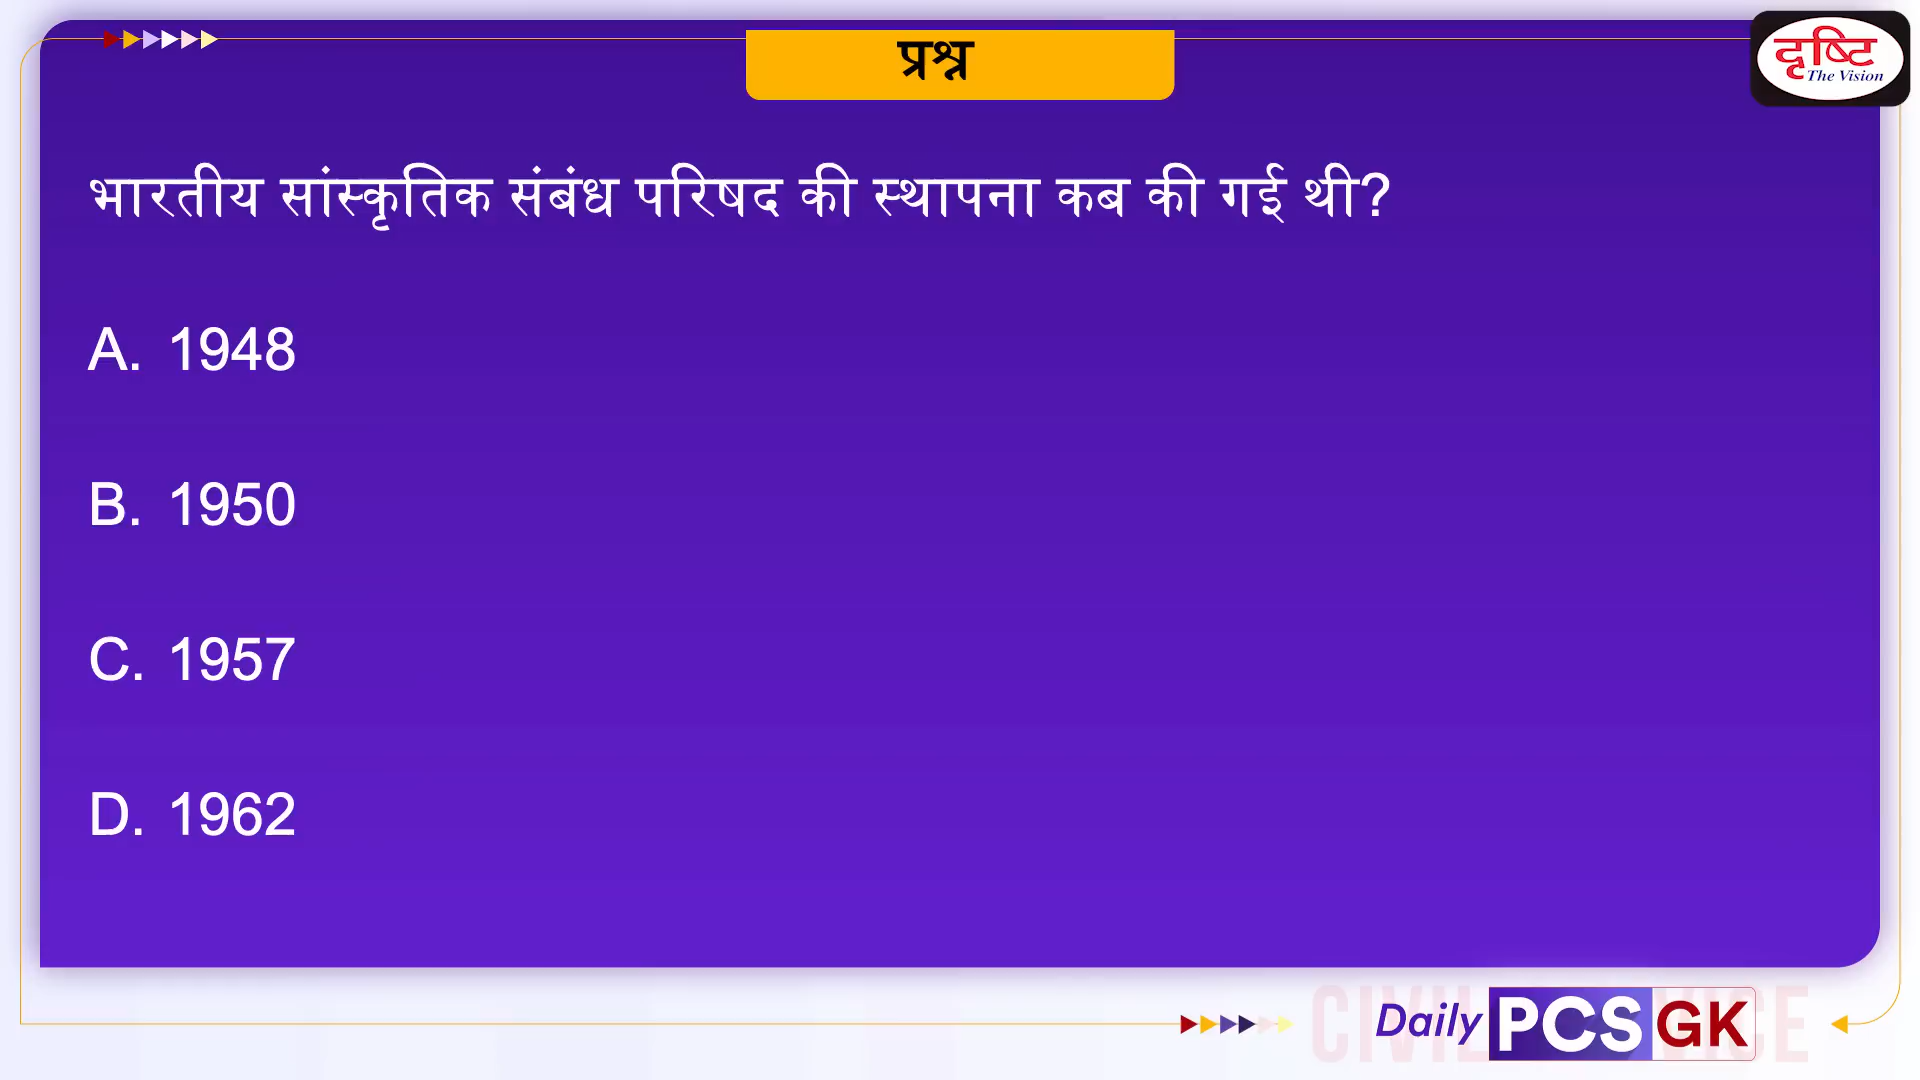 प्रश्न
दृष्टि
The Vision
भारतीय सांस्कृतिक संबंध परिषद की स्थापना कब की गई थी?
A. 1948
B. 1950
C. 1957
D. 1962
Daily PCS GK